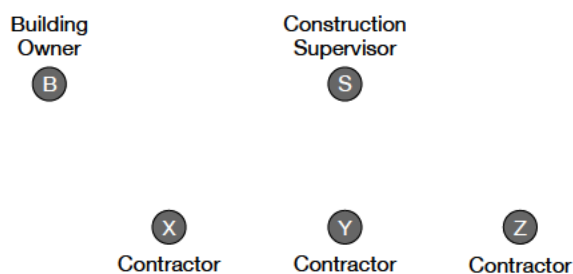 Building
Owner
B
Construction
Supervisor
S
X
Contractor
Y
Contractor
Z
Contractor